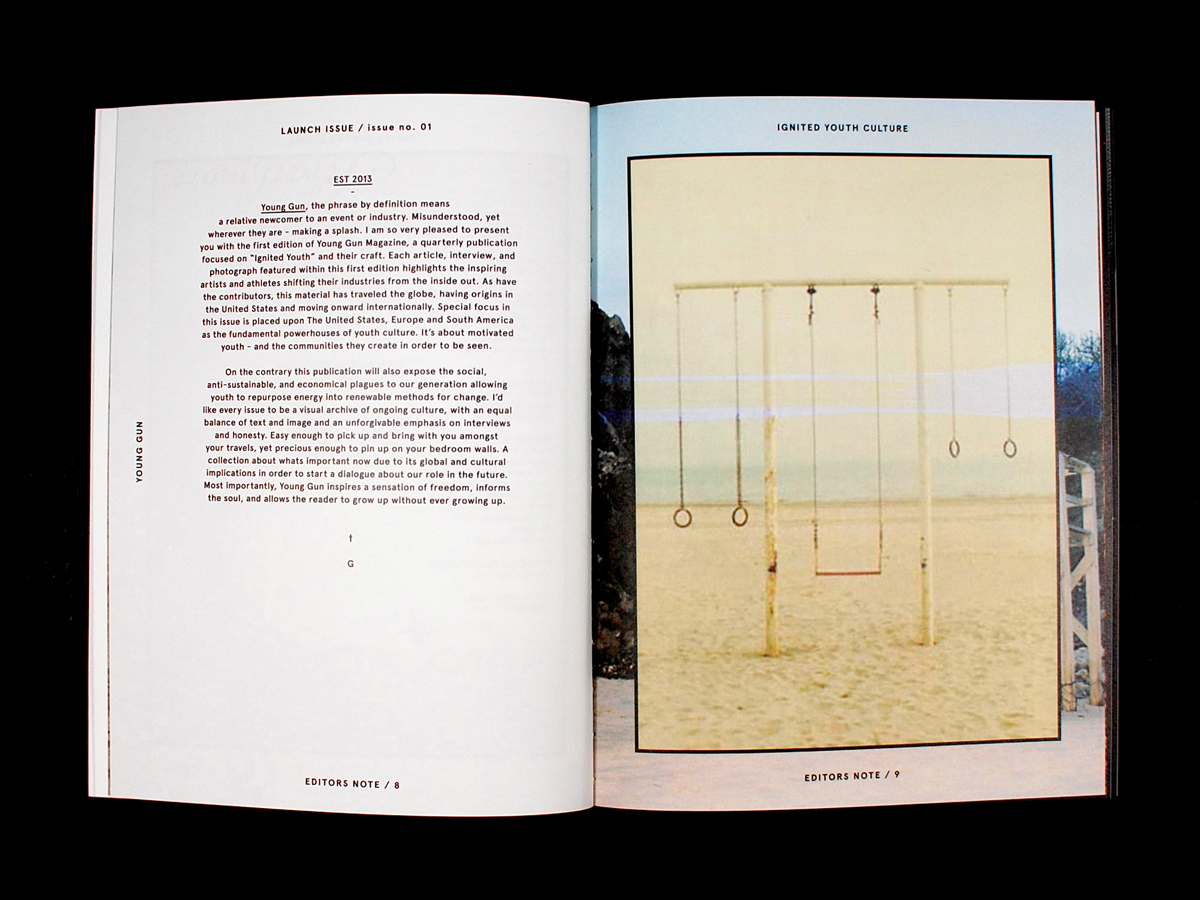 LAUNCH ISSUE / issue no. 01
EST 2013
-
Young Gun, the phrase by definition means
a relative newcomer to an event or industry. Misunderstood, yet
wherever they are - making a splash. I am so very pleased to present
you with the first edition of Young Gun Magazine, a quarterly publication
focused on "Ignited Youth" and their craft. Each article, interview, and
photograph featured within this first edition highlights the inspiring
artists and athletes shifting their industries from the inside out. As have
the contributors, this material has traveled the globe, having origins in
the United States and moving onward internationally. Special focus in
this issue is placed upon The United States, Europe and South America
as the fundamental powerhouses of youth culture. It's about motivated
youth - and the communities they create in order to be seen.
On the contrary this publication will also expose the social,
anti-sustainable, and economical plagues to our generation allowing
youth to repurpose energy into renewable methods for change. I'd
like every issue to be a visual archive of ongoing culture, with an equal
balance of text and image and an unforgivable emphasis on interviews
and honesty. Easy enough to pick up and bring with you amongst
your travels, yet precious enough to pin up on your bedroom walls. A
collection about whats important now due to its global and cultural
implications in order to start a dialogue about our role in the future.
Most importantly, Young Gun inspires a sensation of freedom, informs
the soul, and allows the reader to grow up without ever growing up.
†
G
YOUNG GUN
EDITORS NOTE / 8
IGNITED YOUTH CULTURE
EDITORS NOTE / 9